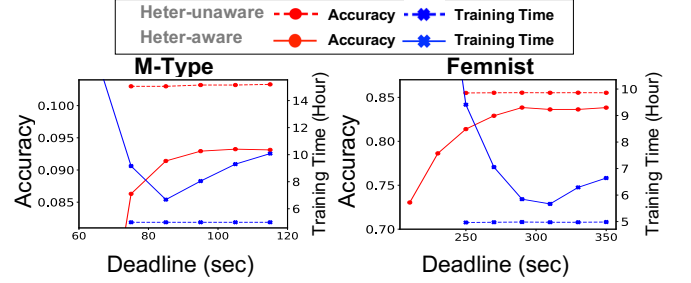 Heter-unaware Accuracy Training Time
Heter-aware Accuracy Training Time
M-Type
Femnist
Accuracy
0.100
0.095
0.090
0.085
60 80 100 120
Deadline (sec)
14
12
10
8
6
Training Time (Hour)
Accuracy
0.85
0.80
0.75
0.70
250 300 350
Deadline (sec)
10
9
8
7
6
5
Training Time (Hour)